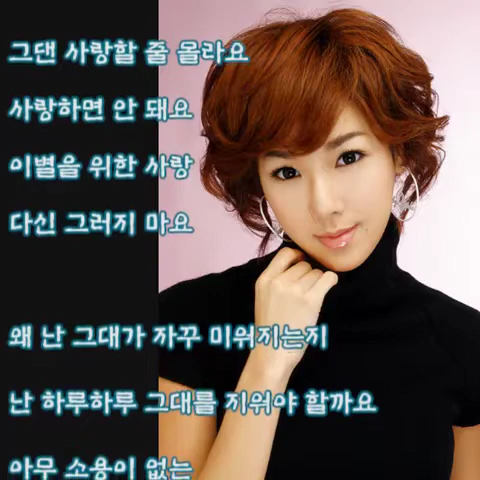 그댄 사랑할 줄 몰라요
사랑하면 안 돼요
이별을 위한 사랑
다신 그러지 마요
왜 난 그대가 자꾸 미워지는지
난 하루하루 그대를 지워야 할까요
아무 소용이 없는